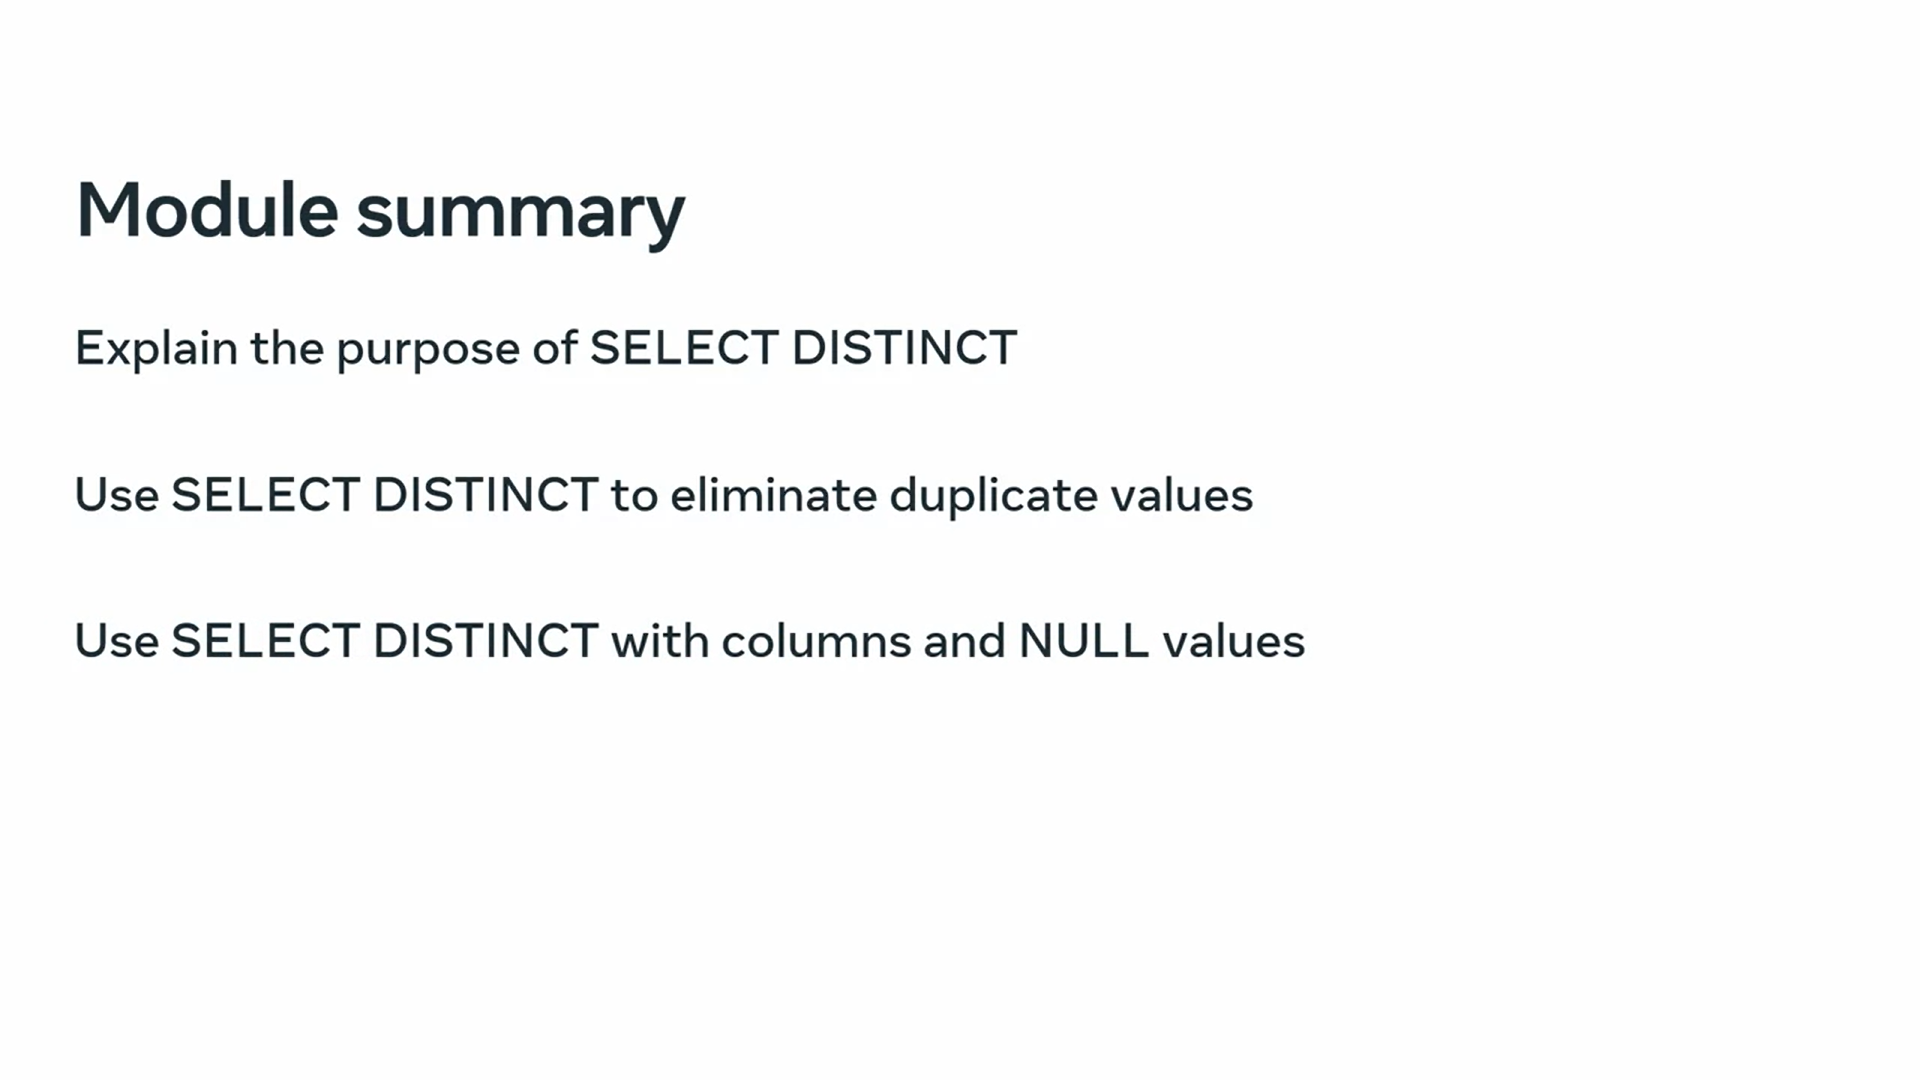 Module summary
Explain the purpose of SELECT DISTINCT
Use SELECT DISTINCT to eliminate duplicate values
Use SELECT DISTINCT with columns and NULL values